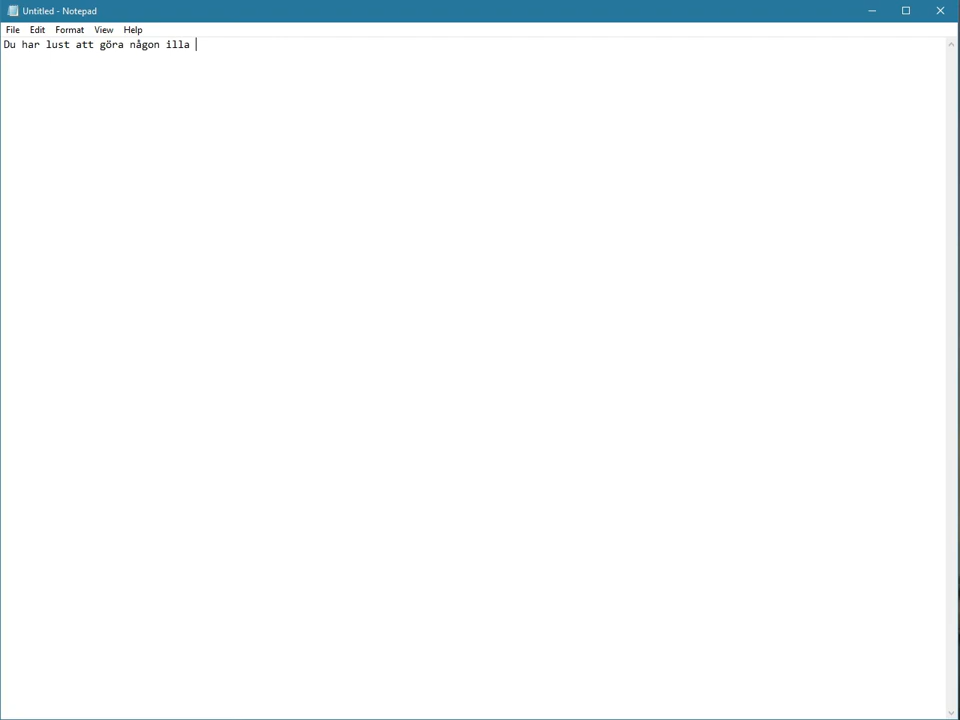 Untitled - Notepad
File Edit Format View Help
Du har lust att göra någon illa